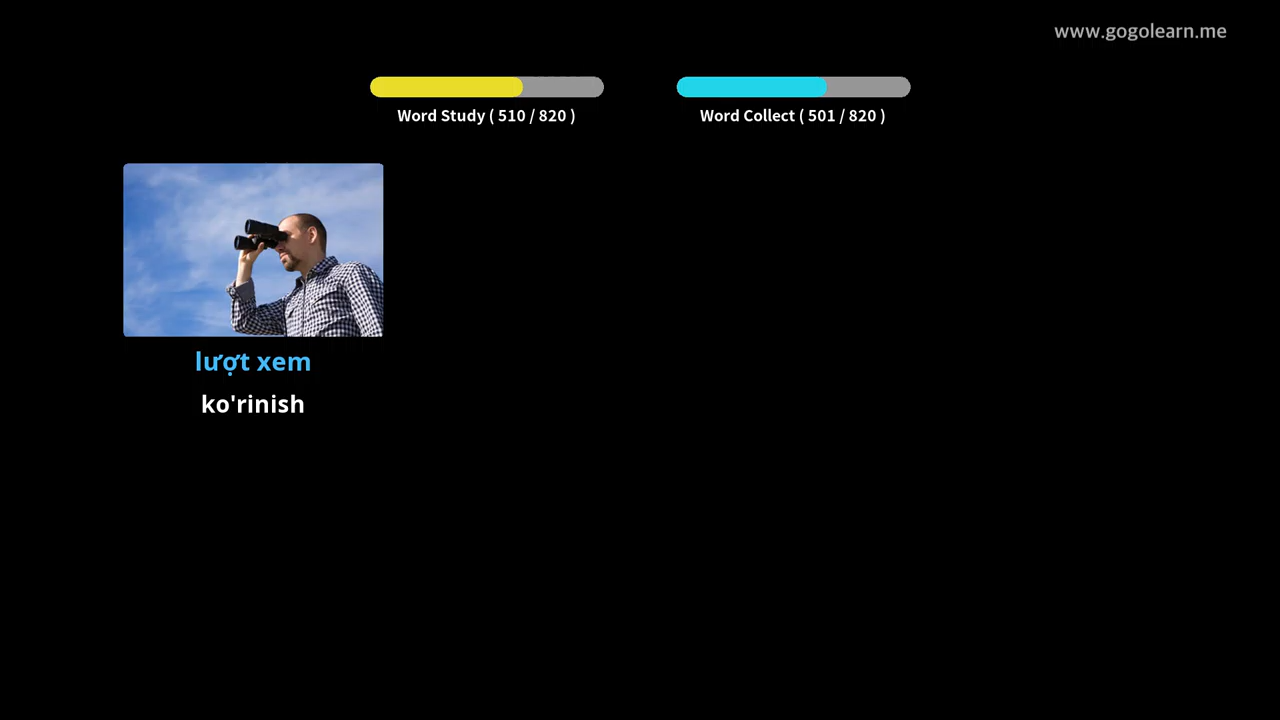 www.gogolearn.me
Word Study ( 510 / 820 )
Word Collect ( 501 / 820 )
lượt xem
ko'rinish